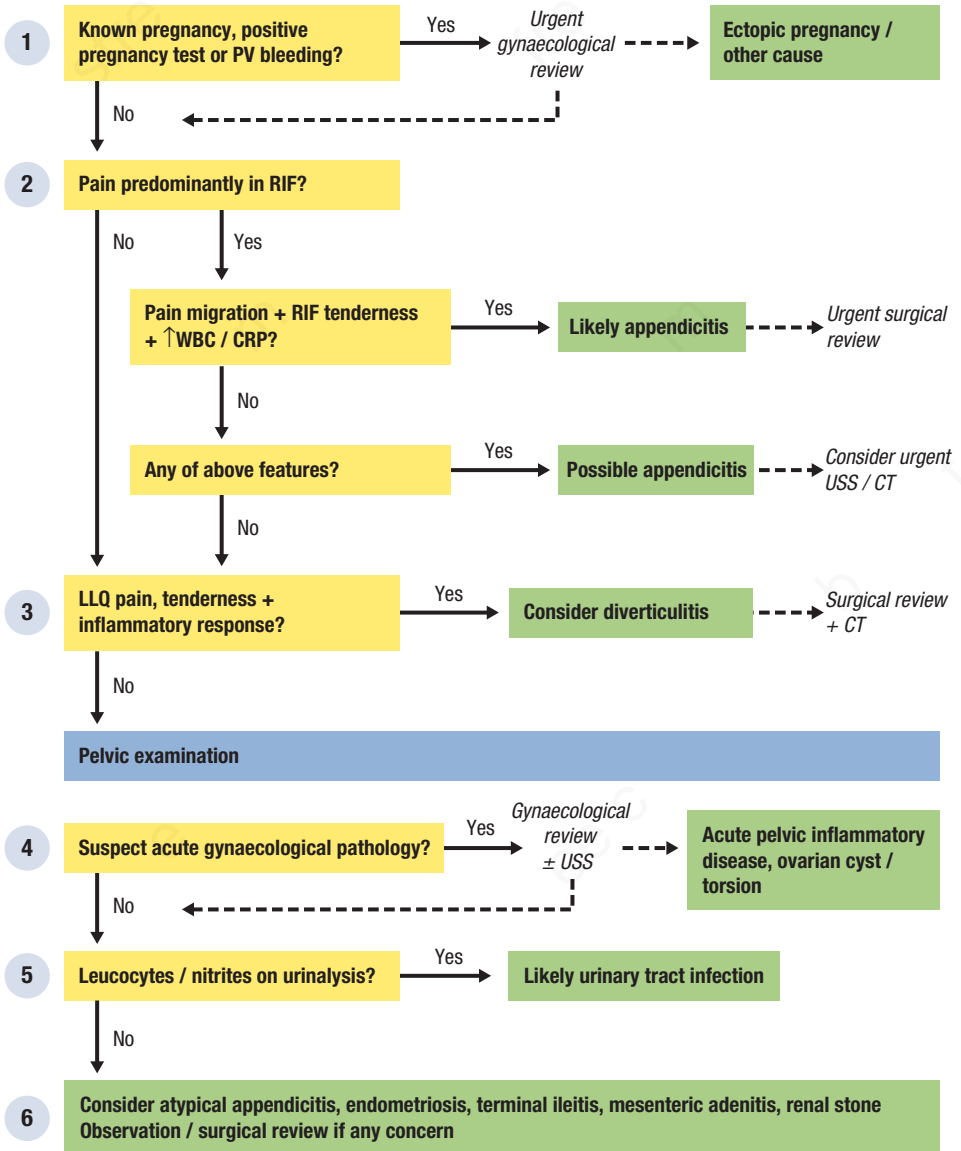 1
Known pregnancy, positive
pregnancy test or PV bleeding?
Yes
Urgent
gynaecological
review
Ectopic pregnancy /
other cause
No
2
Pain predominantly in RIF?
No
Yes
Pain migration + RIF tenderness
+ ↑WBC / CRP?
Yes
Likely appendicitis
Urgent surgical
review
No
Any of above features?
Yes
Possible appendicitis
Consider urgent
USS / CT
No
3
LLQ pain, tenderness +
inflammatory response?
Yes
Consider diverticulitis
Surgical review
+ CT
No
Pelvic examination
4
Suspect acute gynaecological pathology?
Yes
Gynaecological
review
± USS
Acute pelvic inflammatory
disease, ovarian cyst /
torsion
No
5
Leucocytes / nitrites on urinalysis?
Yes
Likely urinary tract infection
No
6
Consider atypical appendicitis, endometriosis, terminal ileitis, mesenteric adenitis, renal stone
Observation / surgical review if any concern